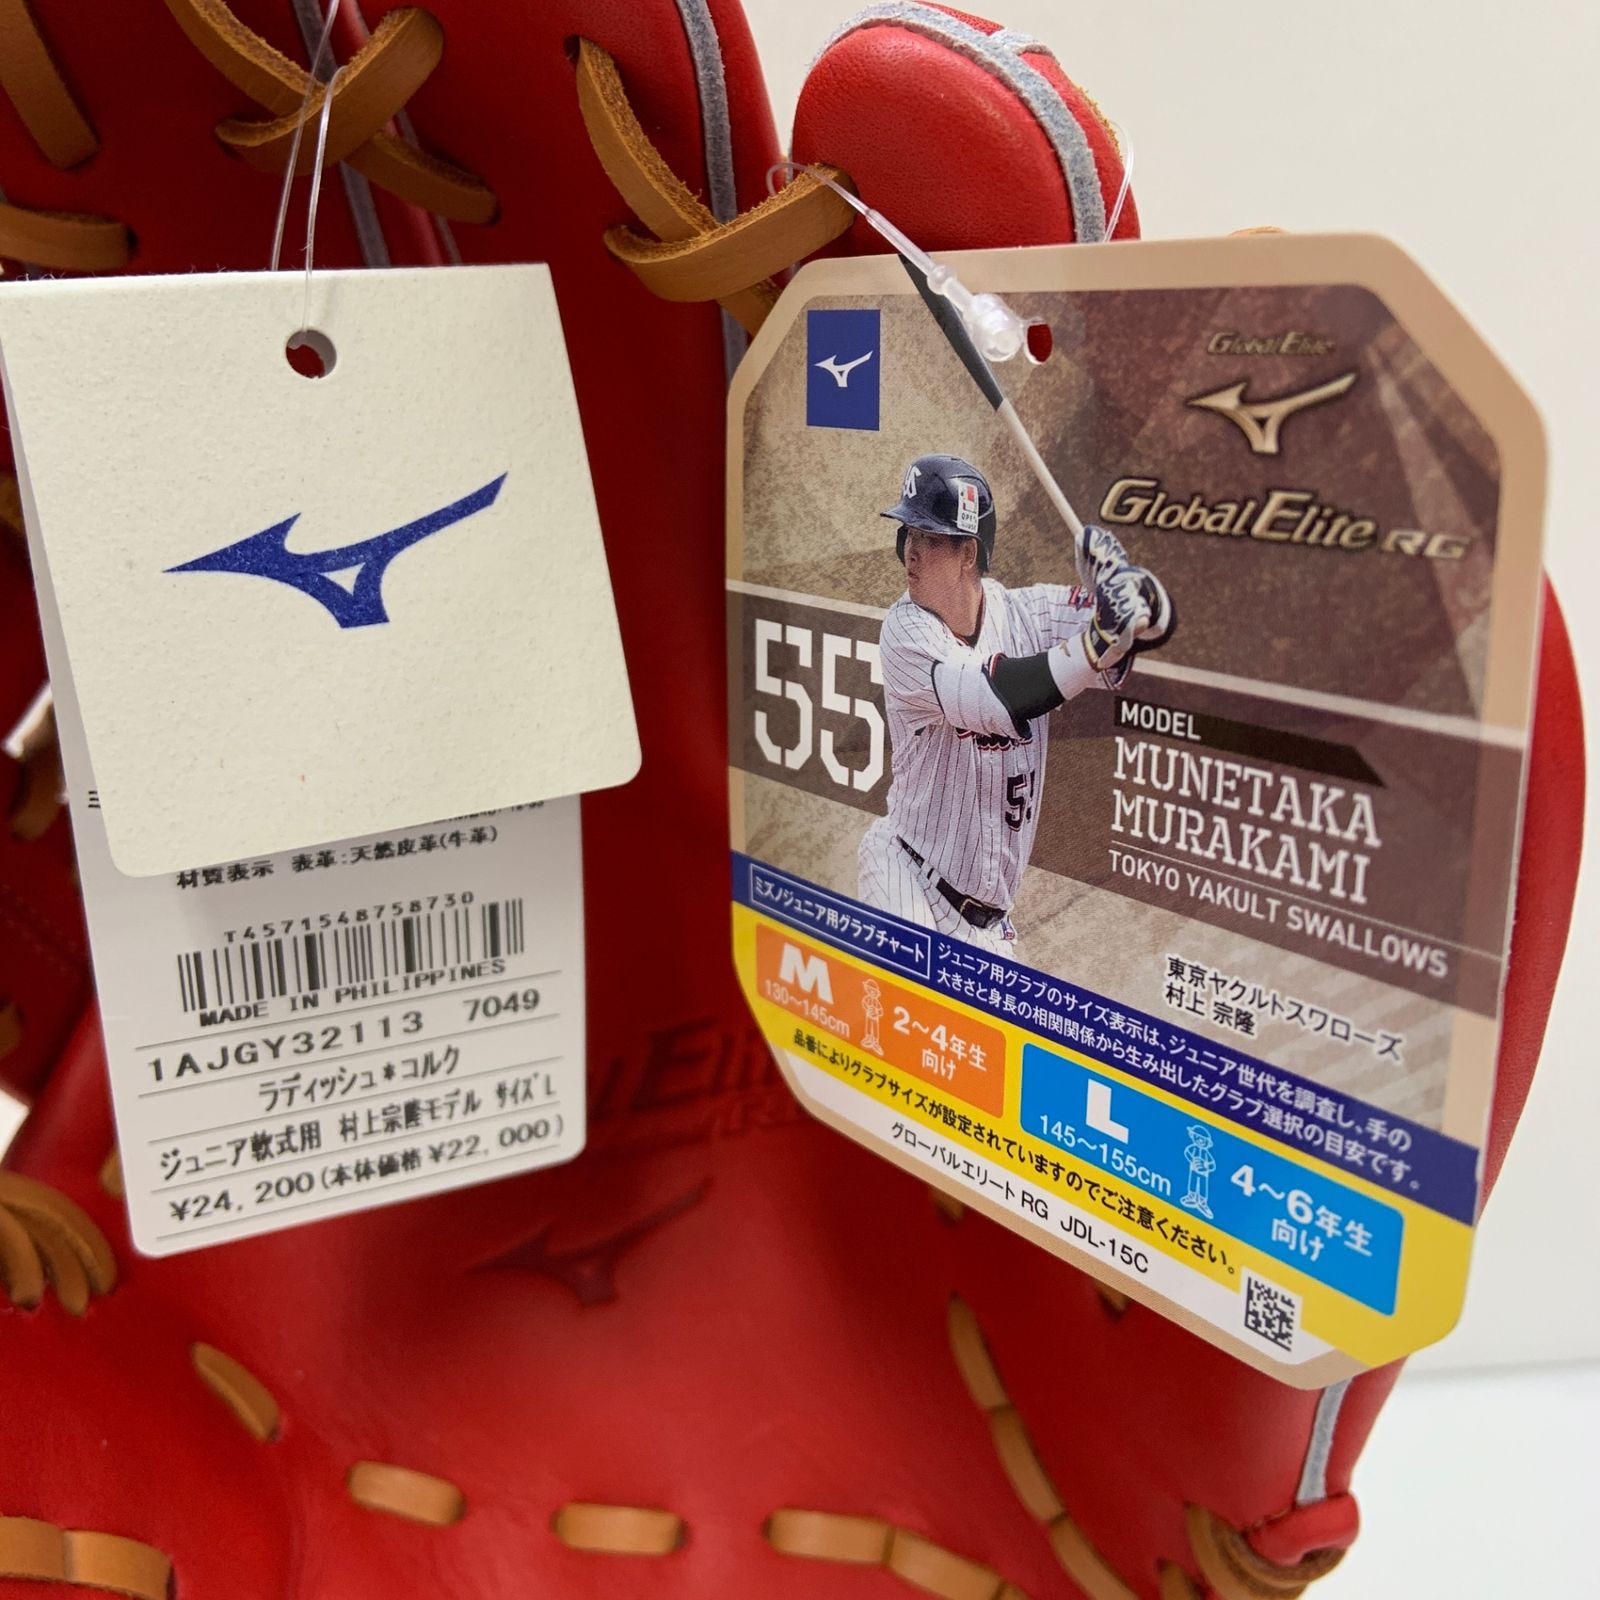 材質表示 表革:天然皮革(牛革)
T4571548758730
MADE IN PHILIPPINES
1AJGY32113 7049
ラディッシュ*コルク
ジュニア軟式用 村上宗隆モデル サイズL
¥24,200(本体価格¥22,000)
Global Elite
Global Elite RG
55
MODEL
MUNETAKA
MURAKAMI
TOKYO YAKULT SWALLOWS
東京ヤクルトスワローズ
村上 宗隆
ミズノジュニア用グラブチャート
ジュニア用グラブのサイズ表示は、ジュニア世代を調査し、手の
大きさと身長の相関関係から生み出したグラブ選択の目安です。
M
130~145cm
2~4年生
向け
L
145~155cm
4~6年生
向け
品番によりグラブサイズが設定されていますのでご注意ください。
グローバルエリートRG JDL-15C